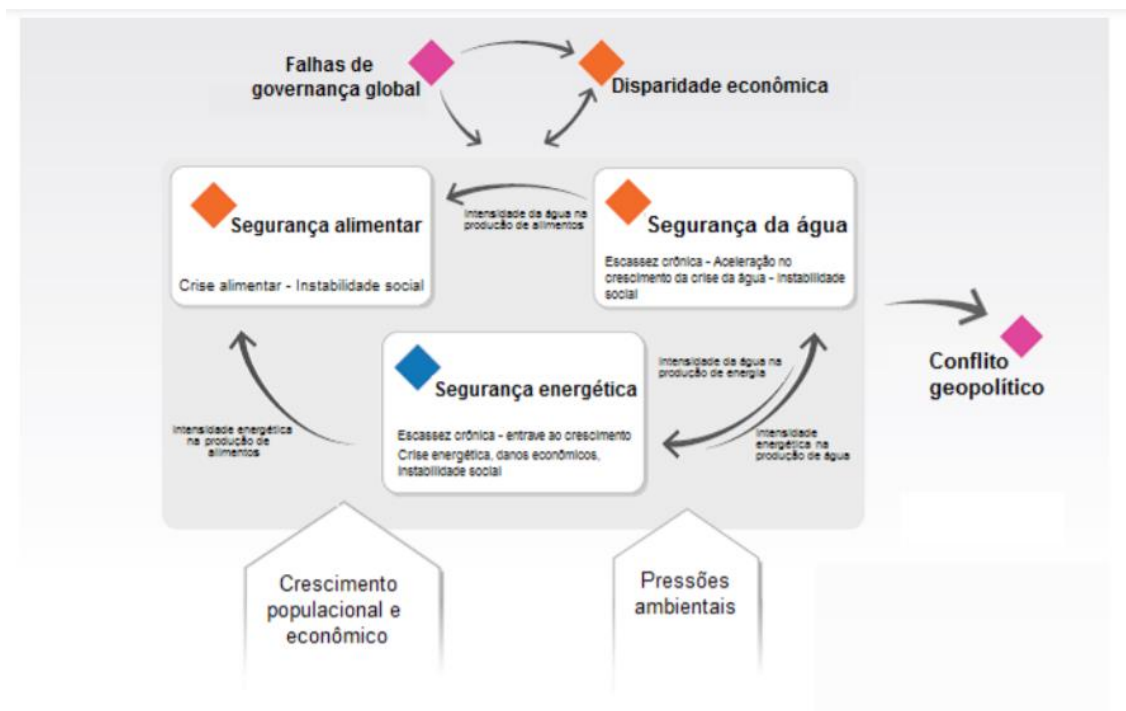 Falhas de
governança global
Disparidade econômica
Segurança alimentar
Crise alimentar - Instabilidade social
Intensidade da água na
produção de alimentos
Segurança da água
Escassez crônica - Aceleração no
crescimento da crise da água - Instabilidade
social
Conflito
geopolítico
Segurança energética
Escassez crônica - entrave ao crescimento
Crise energética, danos econômicos,
Instabilidade social
Intensidade energética
na produção de
alimentos
Intensidade da água na
produção de energia
Intensidade
energética na
produção de água
Crescimento
populacional e
econômico
Pressões
ambientais